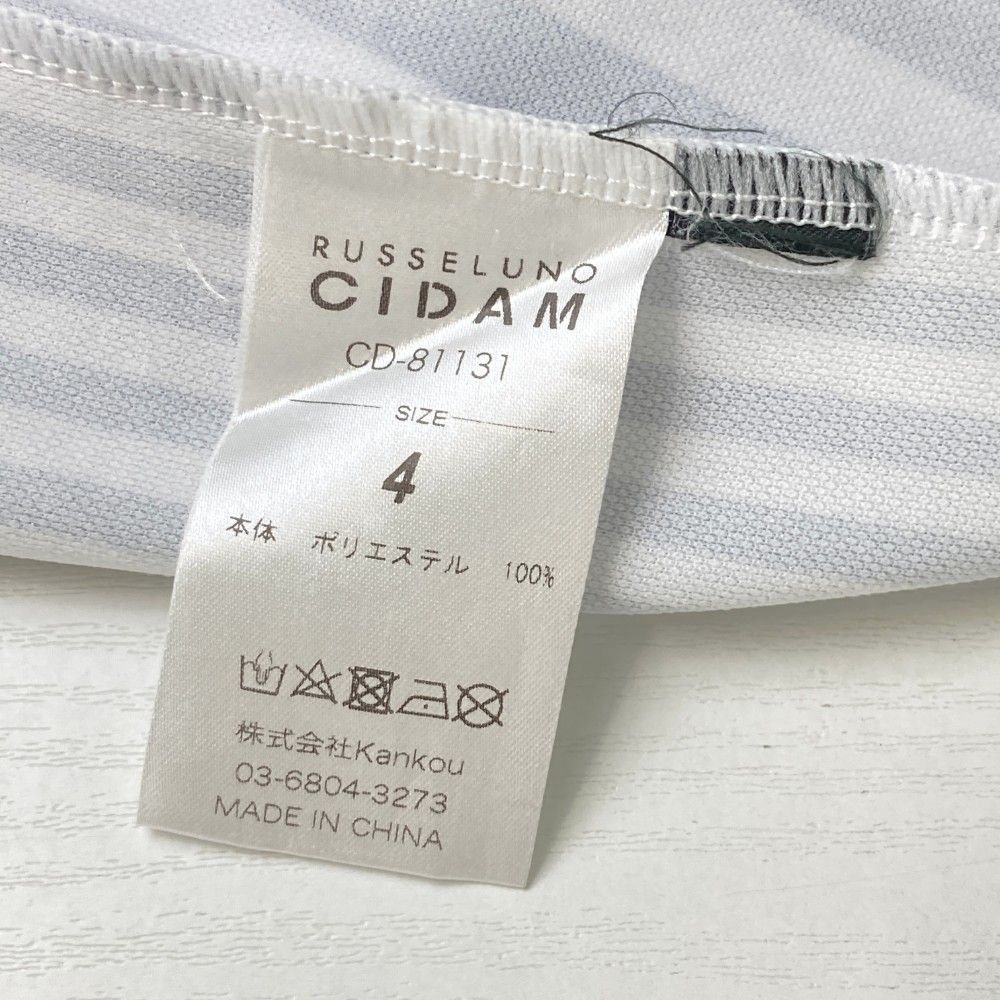 RUSSELUNO
CIDAM
CD-81131
SIZE
4
本体 ポリエステル 100%
株式会社Kankou
03-6804-3273
MADE IN CHINA